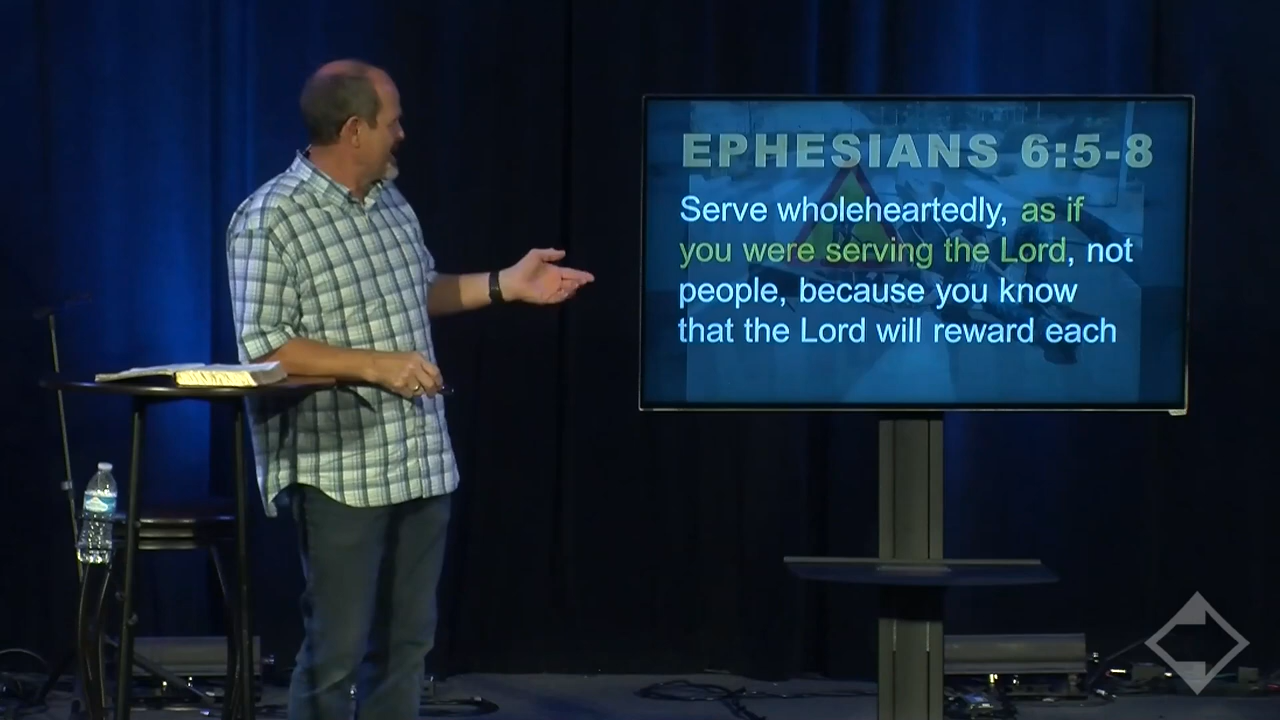 EPHESIANS 6:5-8
Serve wholeheartedly, as if
you were serving the Lord, not
people, because you know
that the Lord will reward each